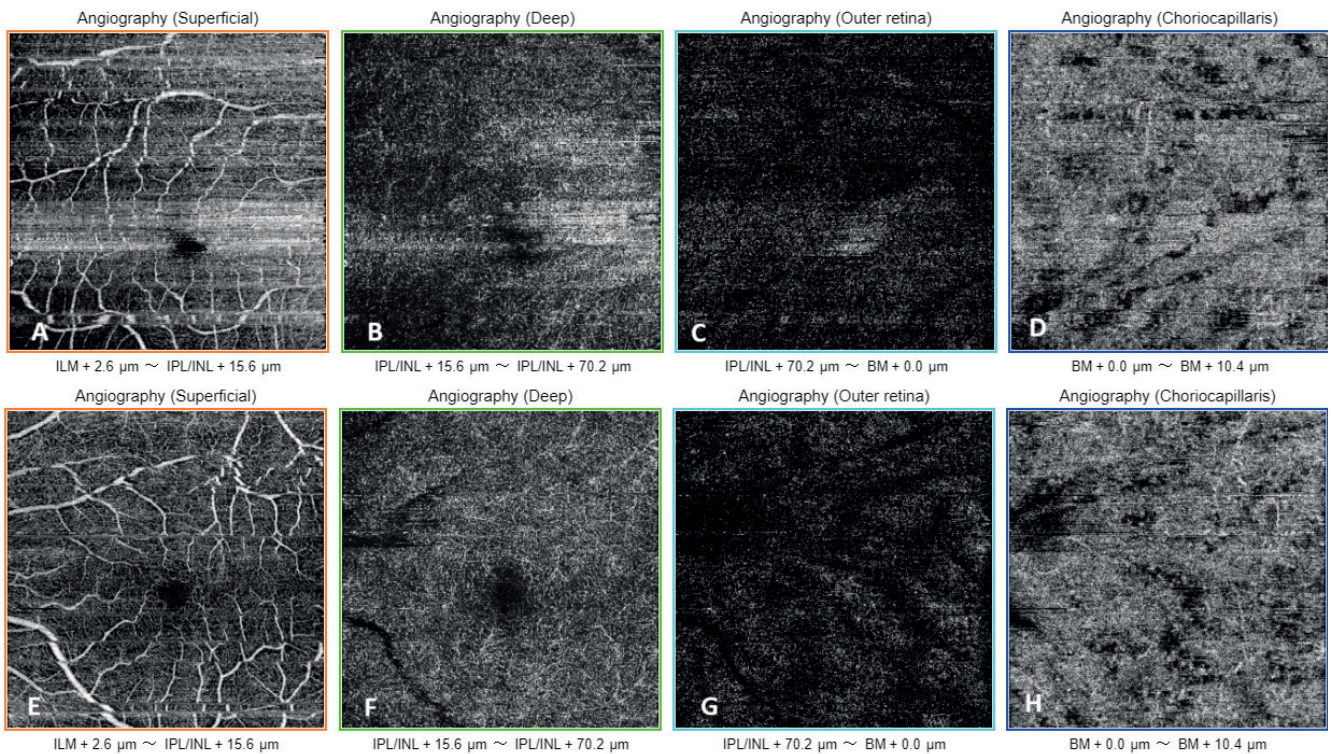 Angiography (Superficial) Angiography (Deep) Angiography (Outer retina) Angiography (Choriocapillaris)
A B C D
ILM + 2.6 µm ～ IPL/INL + 15.6 µm IPL/INL + 15.6 µm ～ IPL/INL + 70.2 µm IPL/INL + 70.2 µm ～ BM + 0.0 µm BM + 0.0 µm ～ BM + 10.4 µm
Angiography (Superficial) Angiography (Deep) Angiography (Outer retina) Angiography (Choriocapillaris)
E F G H
ILM + 2.6 µm ～ IPL/INL + 15.6 µm IPL/INL + 15.6 µm ～ IPL/INL + 70.2 µm IPL/INL + 70.2 µm ～ BM + 0.0 µm BM + 0.0 µm ～ BM + 10.4 µm